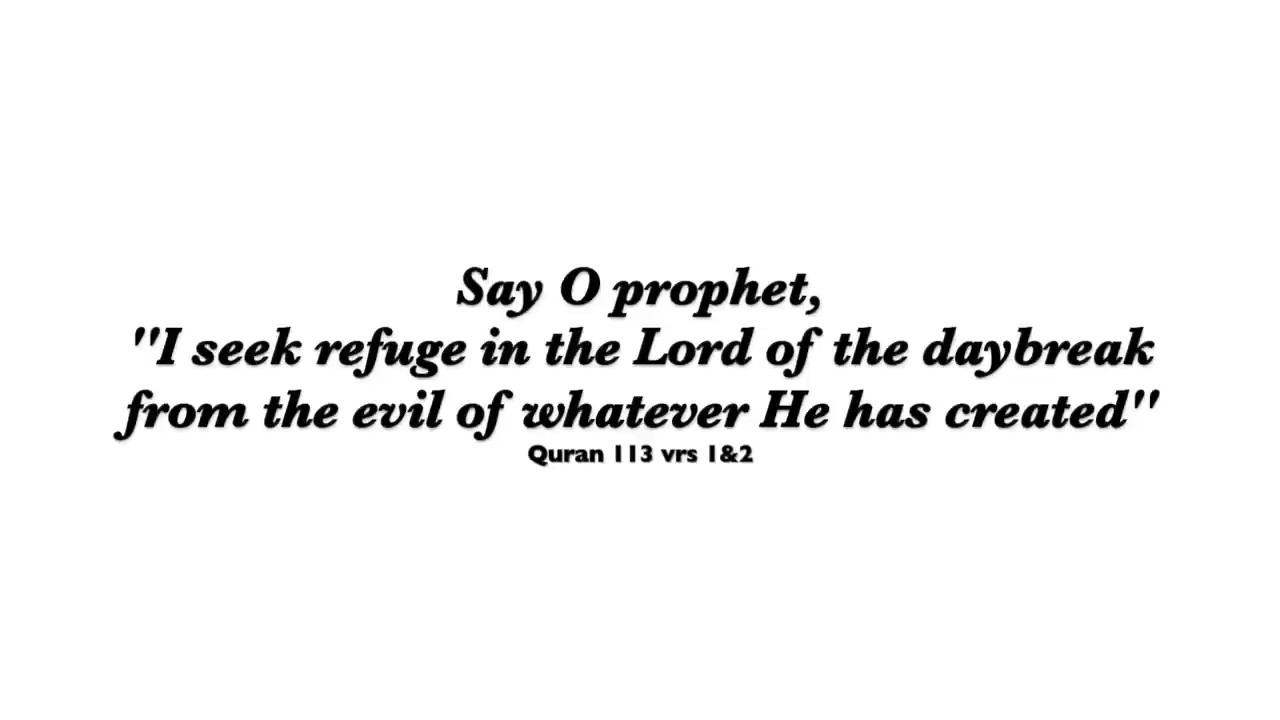 Say O prophet,
"I seek refuge in the Lord of the daybreak
from the evil of whatever He has created"
Quran 113 vrs 1&2